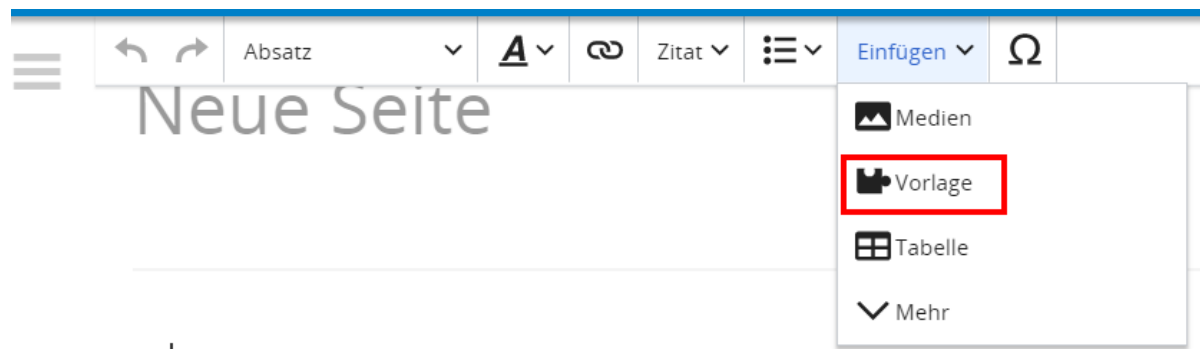 Absatz A Zitat Einfügen Ω
Neue Seite
Medien
Vorlage
Tabelle
Mehr